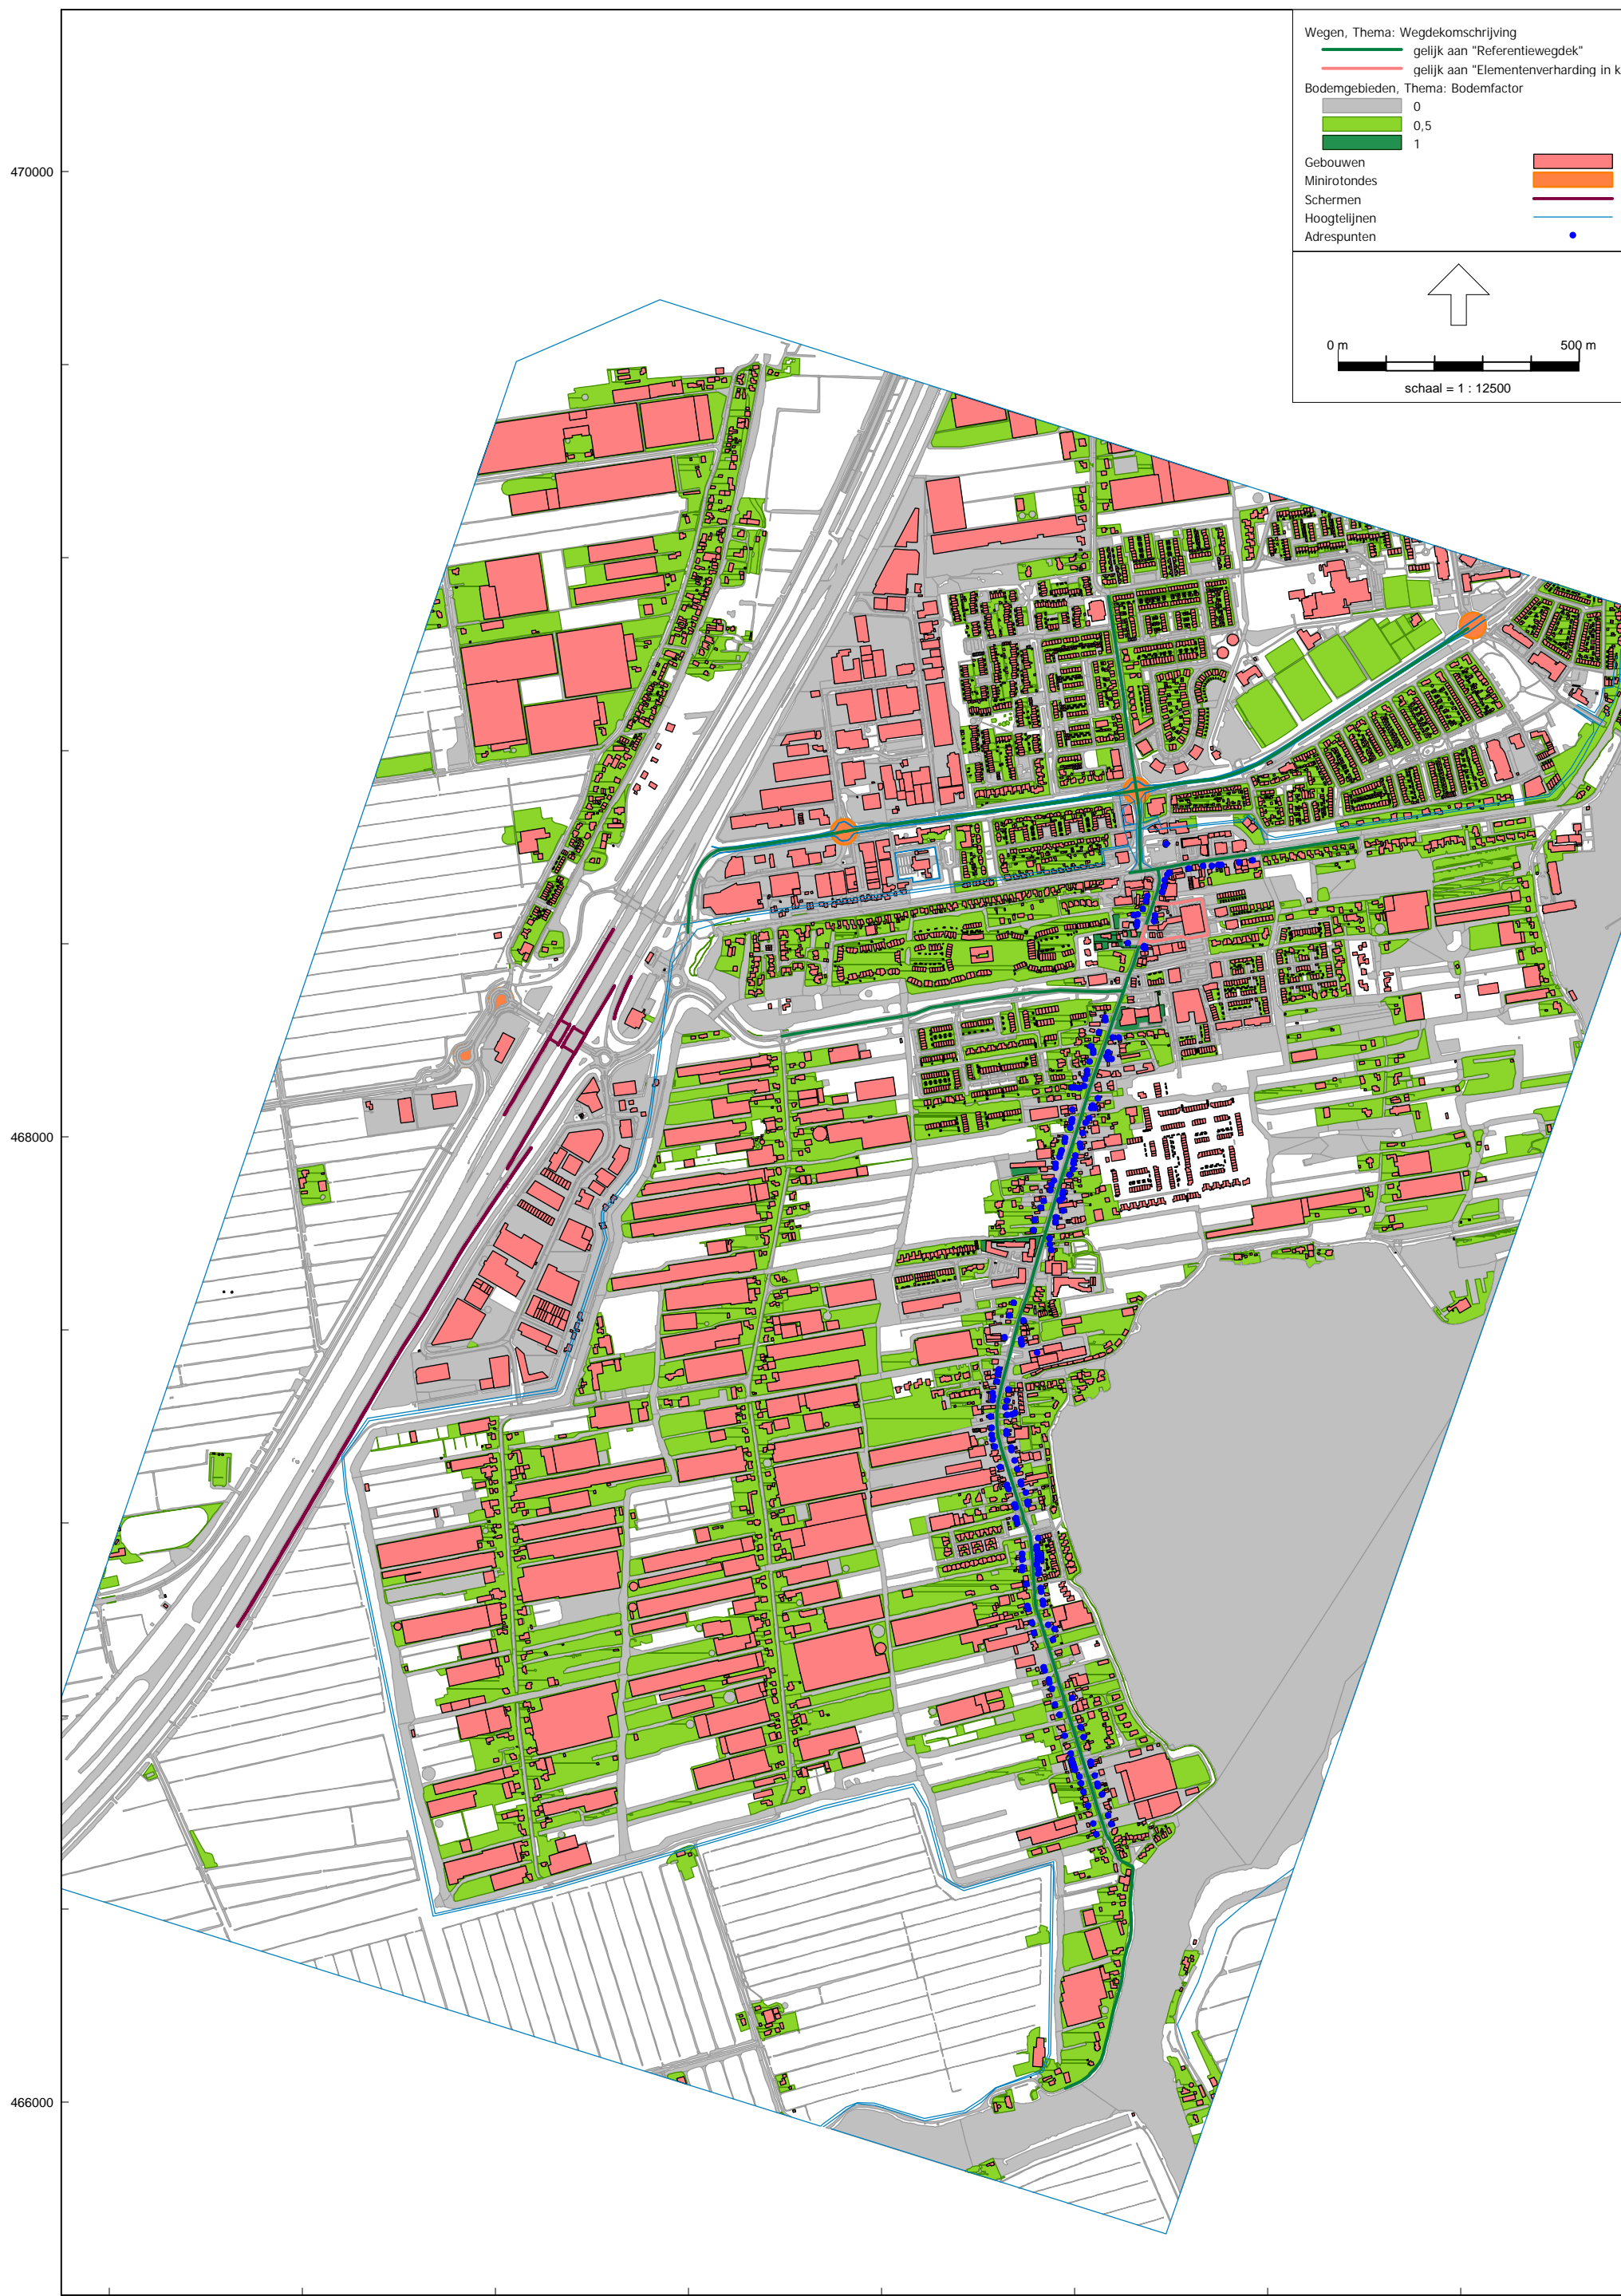 Wegen, Thema: Wegdekomschrijving
gelijk aan "Referentiewegdek"
gelijk aan "Elementenverharding in k
Bodemgebieden, Thema: Bodemfactor
0
0,5
1
Gebouwen
Minirotondes
Schermen
Hoogtelijnen
Adrespunten
0 m 500 m
schaal = 1 : 12500
470000
468000
466000